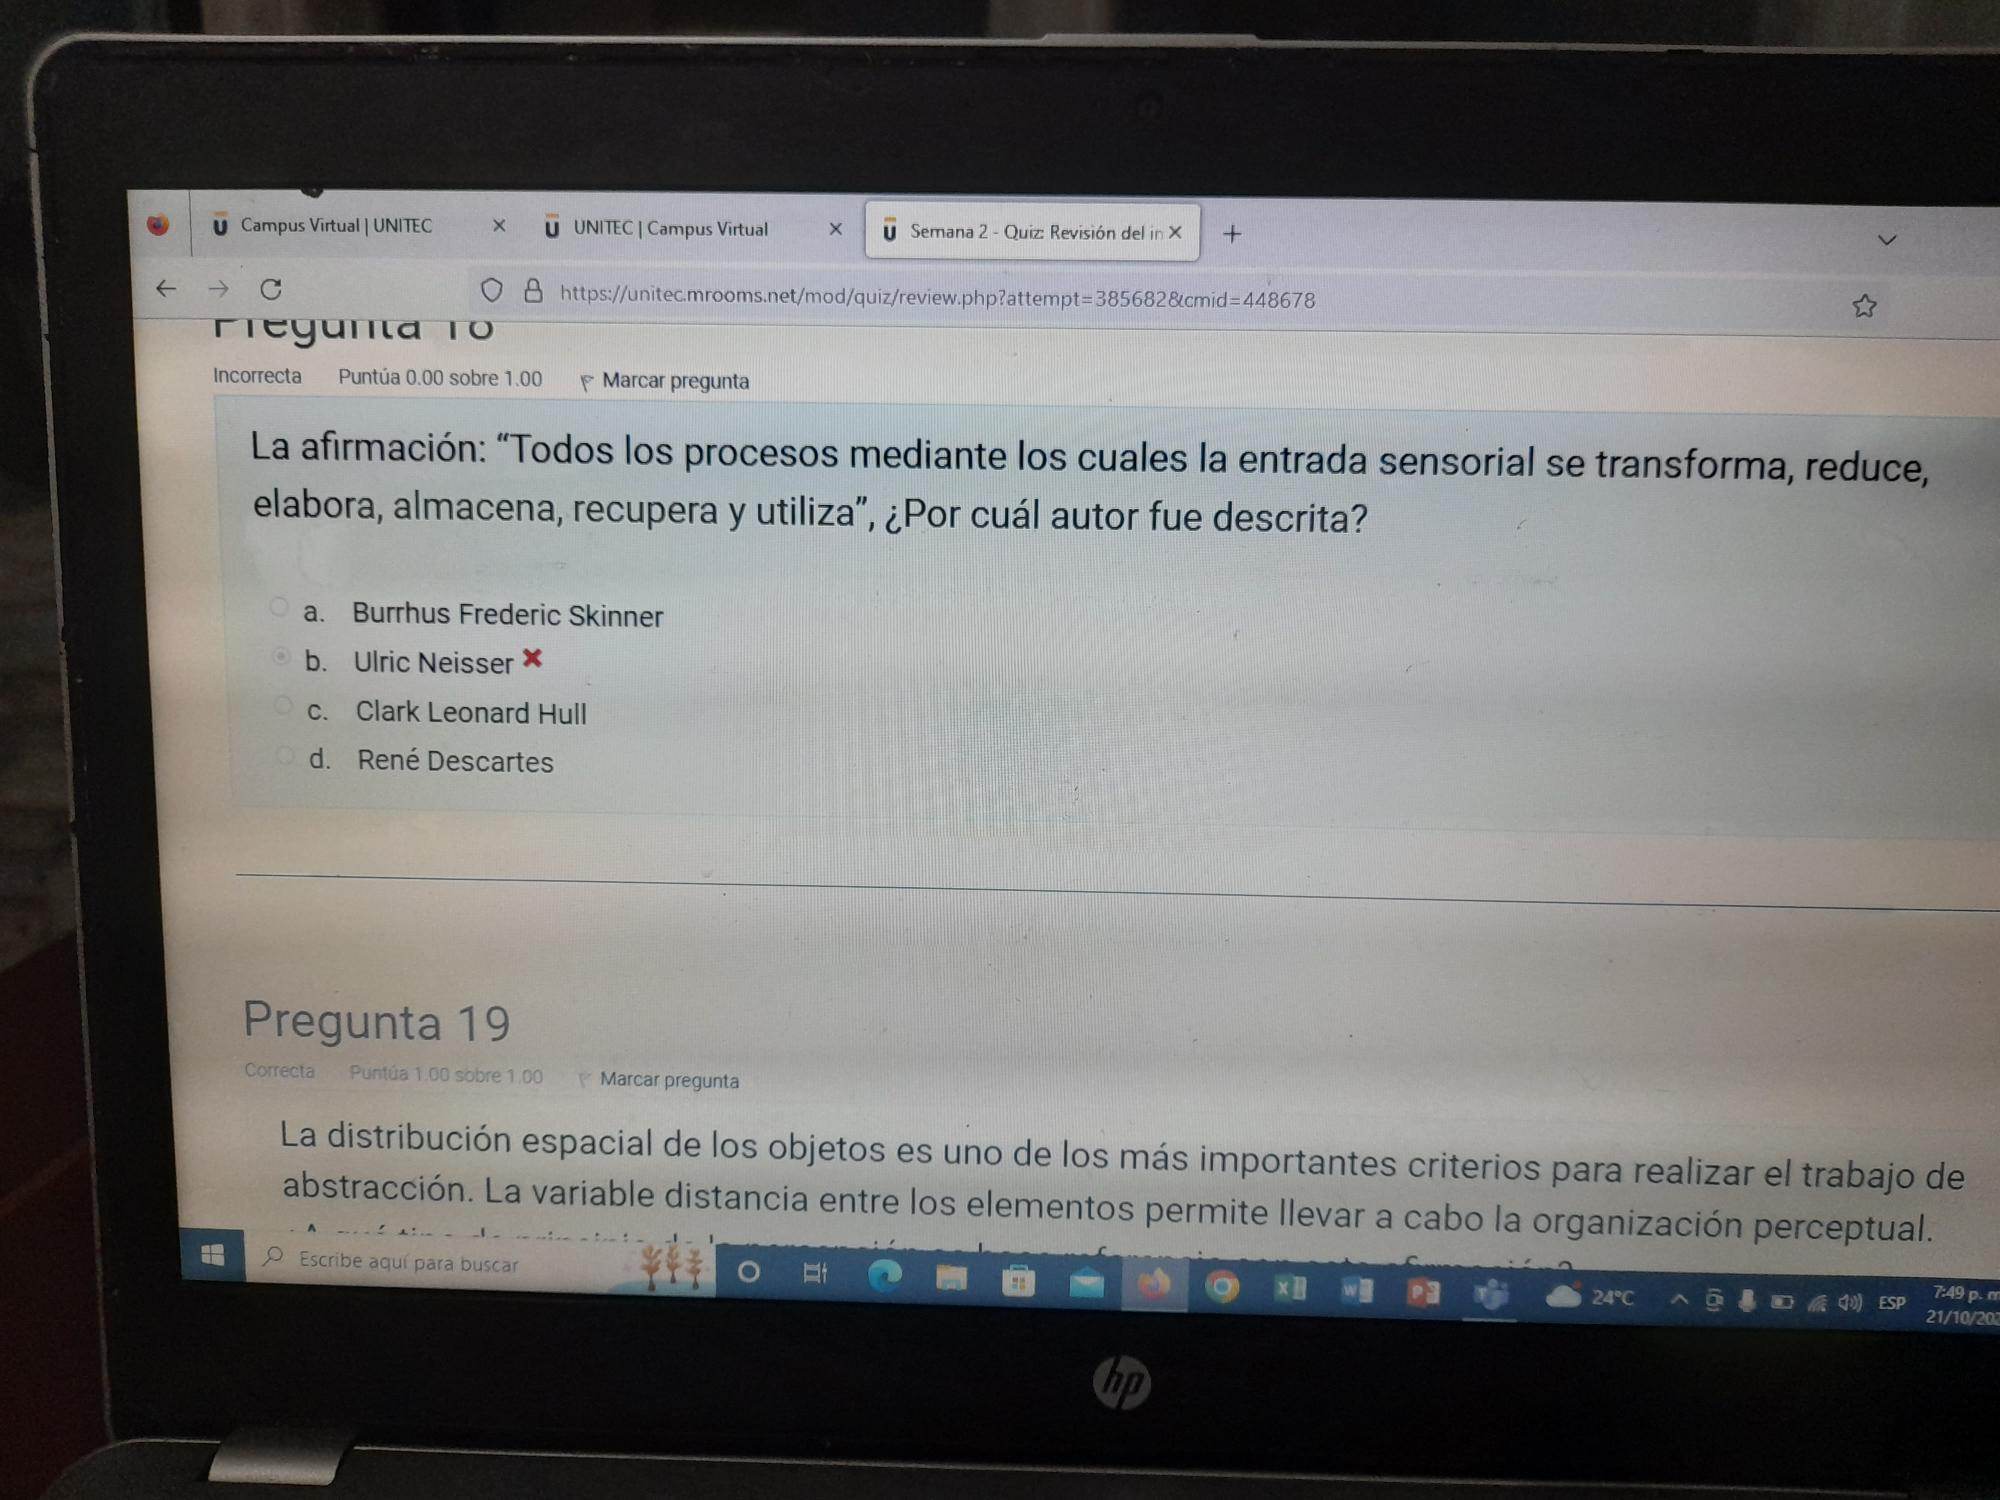 Campus Virtual | UNITEC
UNITEC | Campus Virtual
Semana 2 - Quiz: Revisión del in
https://unitec.mrooms.net/mod/quiz/review.php?attempt=385682&cmid=448678
Pregunta 18
Incorrecta Puntúa 0.00 sobre 1.00 Marcar pregunta
La afirmación: “Todos los procesos mediante los cuales la entrada sensorial se transforma, reduce,
elabora, almacena, recupera y utiliza”, ¿Por cuál autor fue descrita?
a. Burrhus Frederic Skinner
b. Ulric Neisser
c. Clark Leonard Hull
d. René Descartes
Pregunta 19
Correcta Puntúa 1.00 sobre 1.00 Marcar pregunta
La distribución espacial de los objetos es uno de los más importantes criterios para realizar el trabajo de
abstracción. La variable distancia entre los elementos permite llevar a cabo la organización perceptual.
Escribe aquí para buscar
24°C
ESP
7:49 p. m
21/10/202
hp